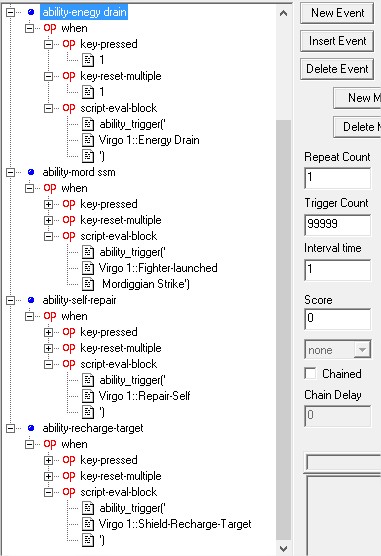 ability-enegy drain
OP when
OP key-pressed
1
OP key-reset-multiple
1
OP script-eval-block
ability_trigger('
Virgo 1::Energy Drain
')
ability-mord ssm
OP when
OP key-pressed
OP key-reset-multiple
OP script-eval-block
ability_trigger('
Virgo 1::Fighter-launched
Mordiggian Strike')
ability-self-repair
OP when
OP key-pressed
OP key-reset-multiple
OP script-eval-block
ability_trigger('
Virgo 1::Repair-Self
')
ability-recharge-target
OP when
OP key-pressed
OP key-reset-multiple
OP script-eval-block
ability_trigger('
Virgo 1::Shield-Recharge-Target
')
New Event
Insert Event
Delete Event
New M
Delete M
Repeat Count
1
Trigger Count
99999
Interval time
1
Score
0
none
Chained
Chain Delay
0